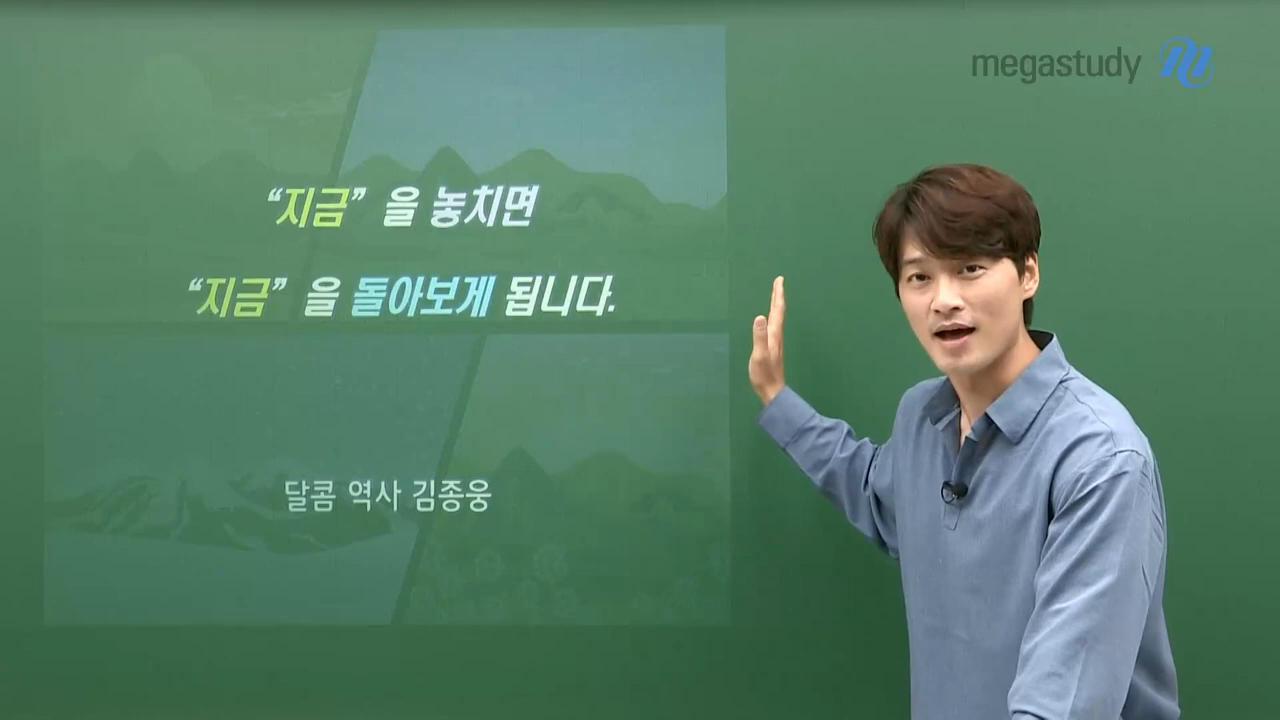 megastudy
“지금” 을 놓치면
“지금” 을 돌아보게 됩니다.
달콤 역사 김종웅